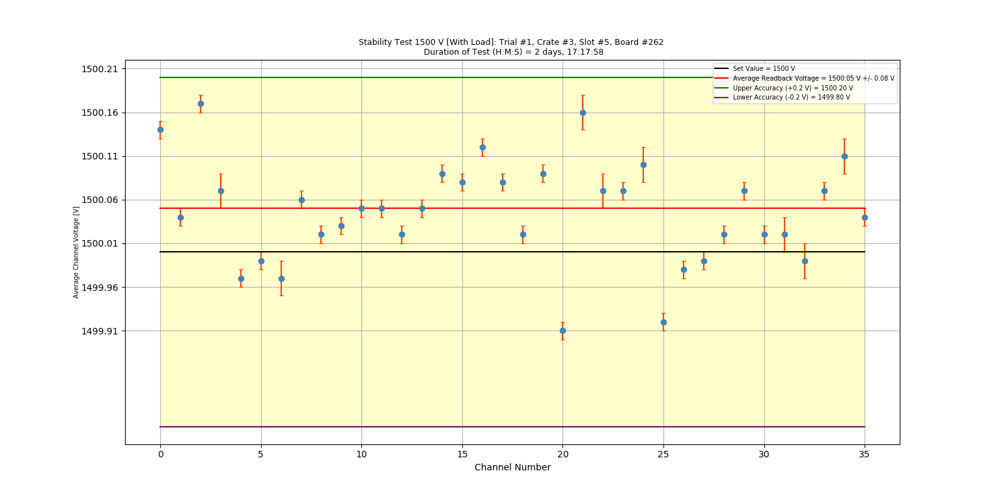 Stability Test 1500 V [With Load]: Trial #1, Crate #3, Slot #5, Board #262
Duration of Test (H:M:S) = 2 days, 17:17:58
Set Value = 1500 V
Average Readback Voltage = 1500.05 V +/- 0.08 V
Upper Accuracy (+0.2 V) = 1500.20 V
Lower Accuracy (-0.2 V) = 1499.80 V
1500.21
1500.16
1500.11
1500.06
1500.01
1499.96
1499.91
Average Channel Voltage [V]
0 5 10 15 20 25 30 35
Channel Number